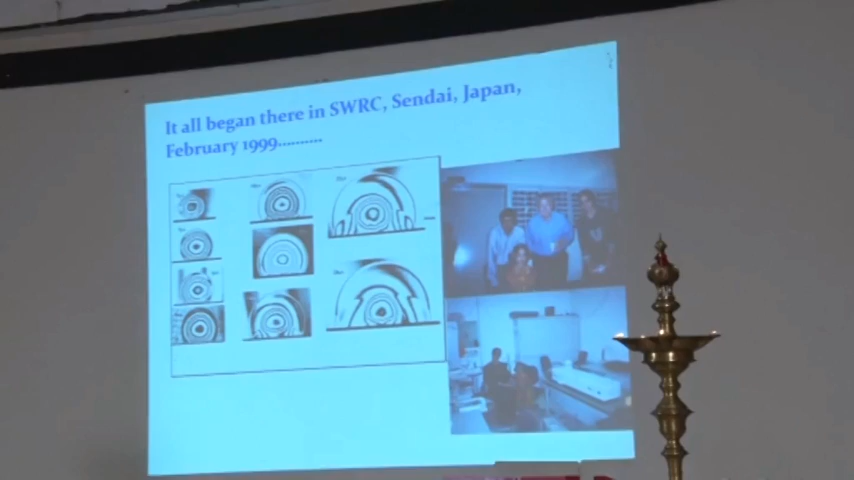 It all began there in SWRC, Sendai, Japan,
February 1999..........